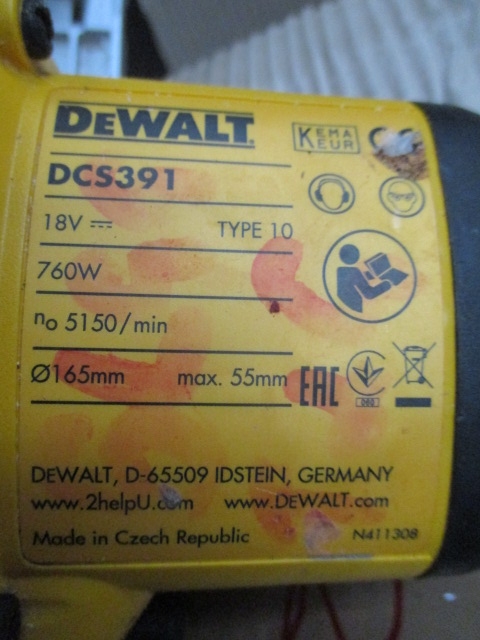 DEWALT
KEMA
KEUR
DCS391
18V TYPE 10
760W
no 5150/min
Ø165mm max. 55mm
EAC
DEWALT, D-65509 IDSTEIN, GERMANY
www.2helpU.com www.DEWALT.com
Made in Czech Republic N411308